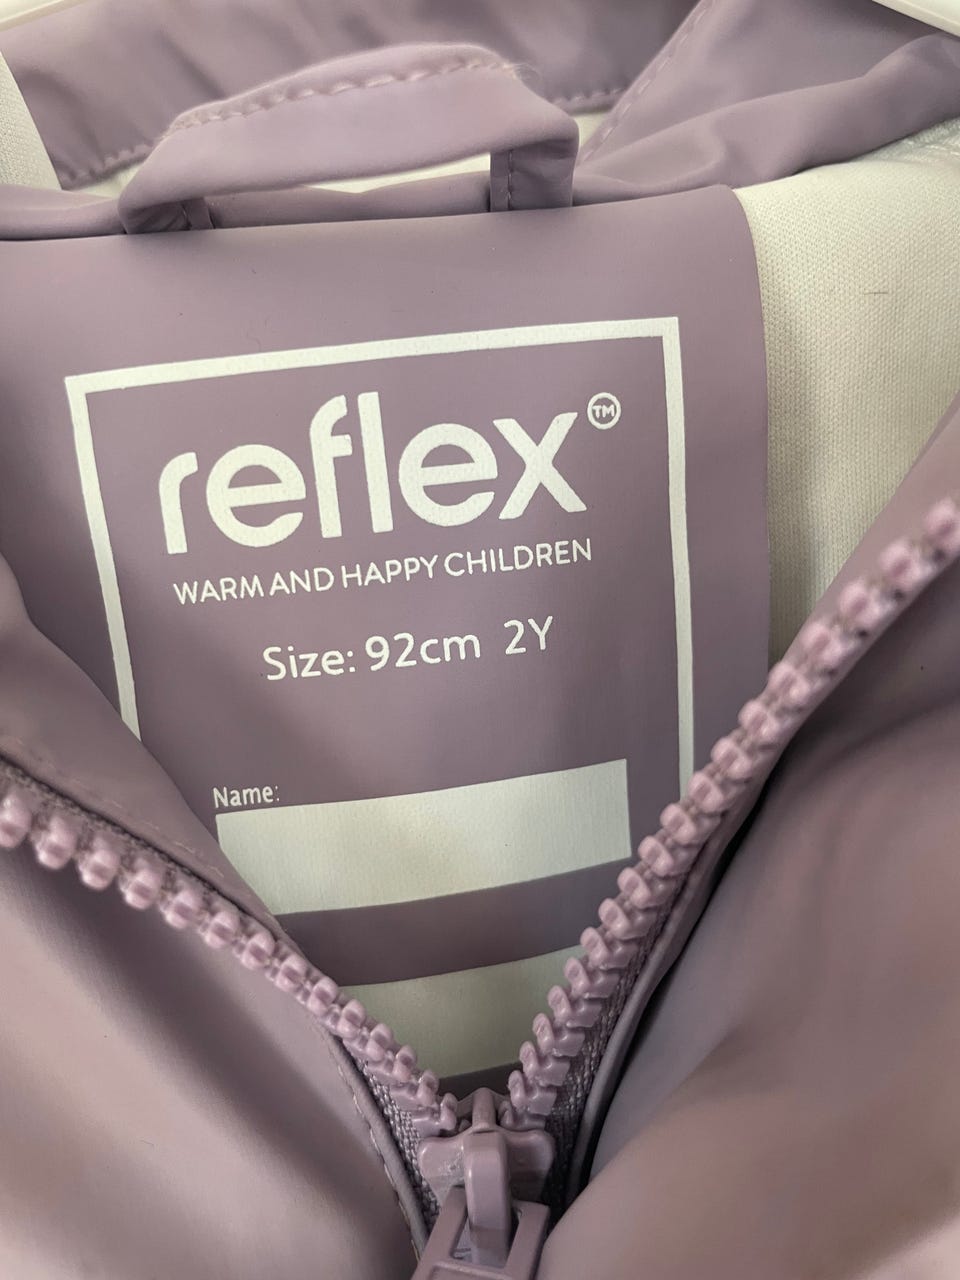 reflex™
WARM AND HAPPY CHILDREN
Size: 92cm 2Y
Name: